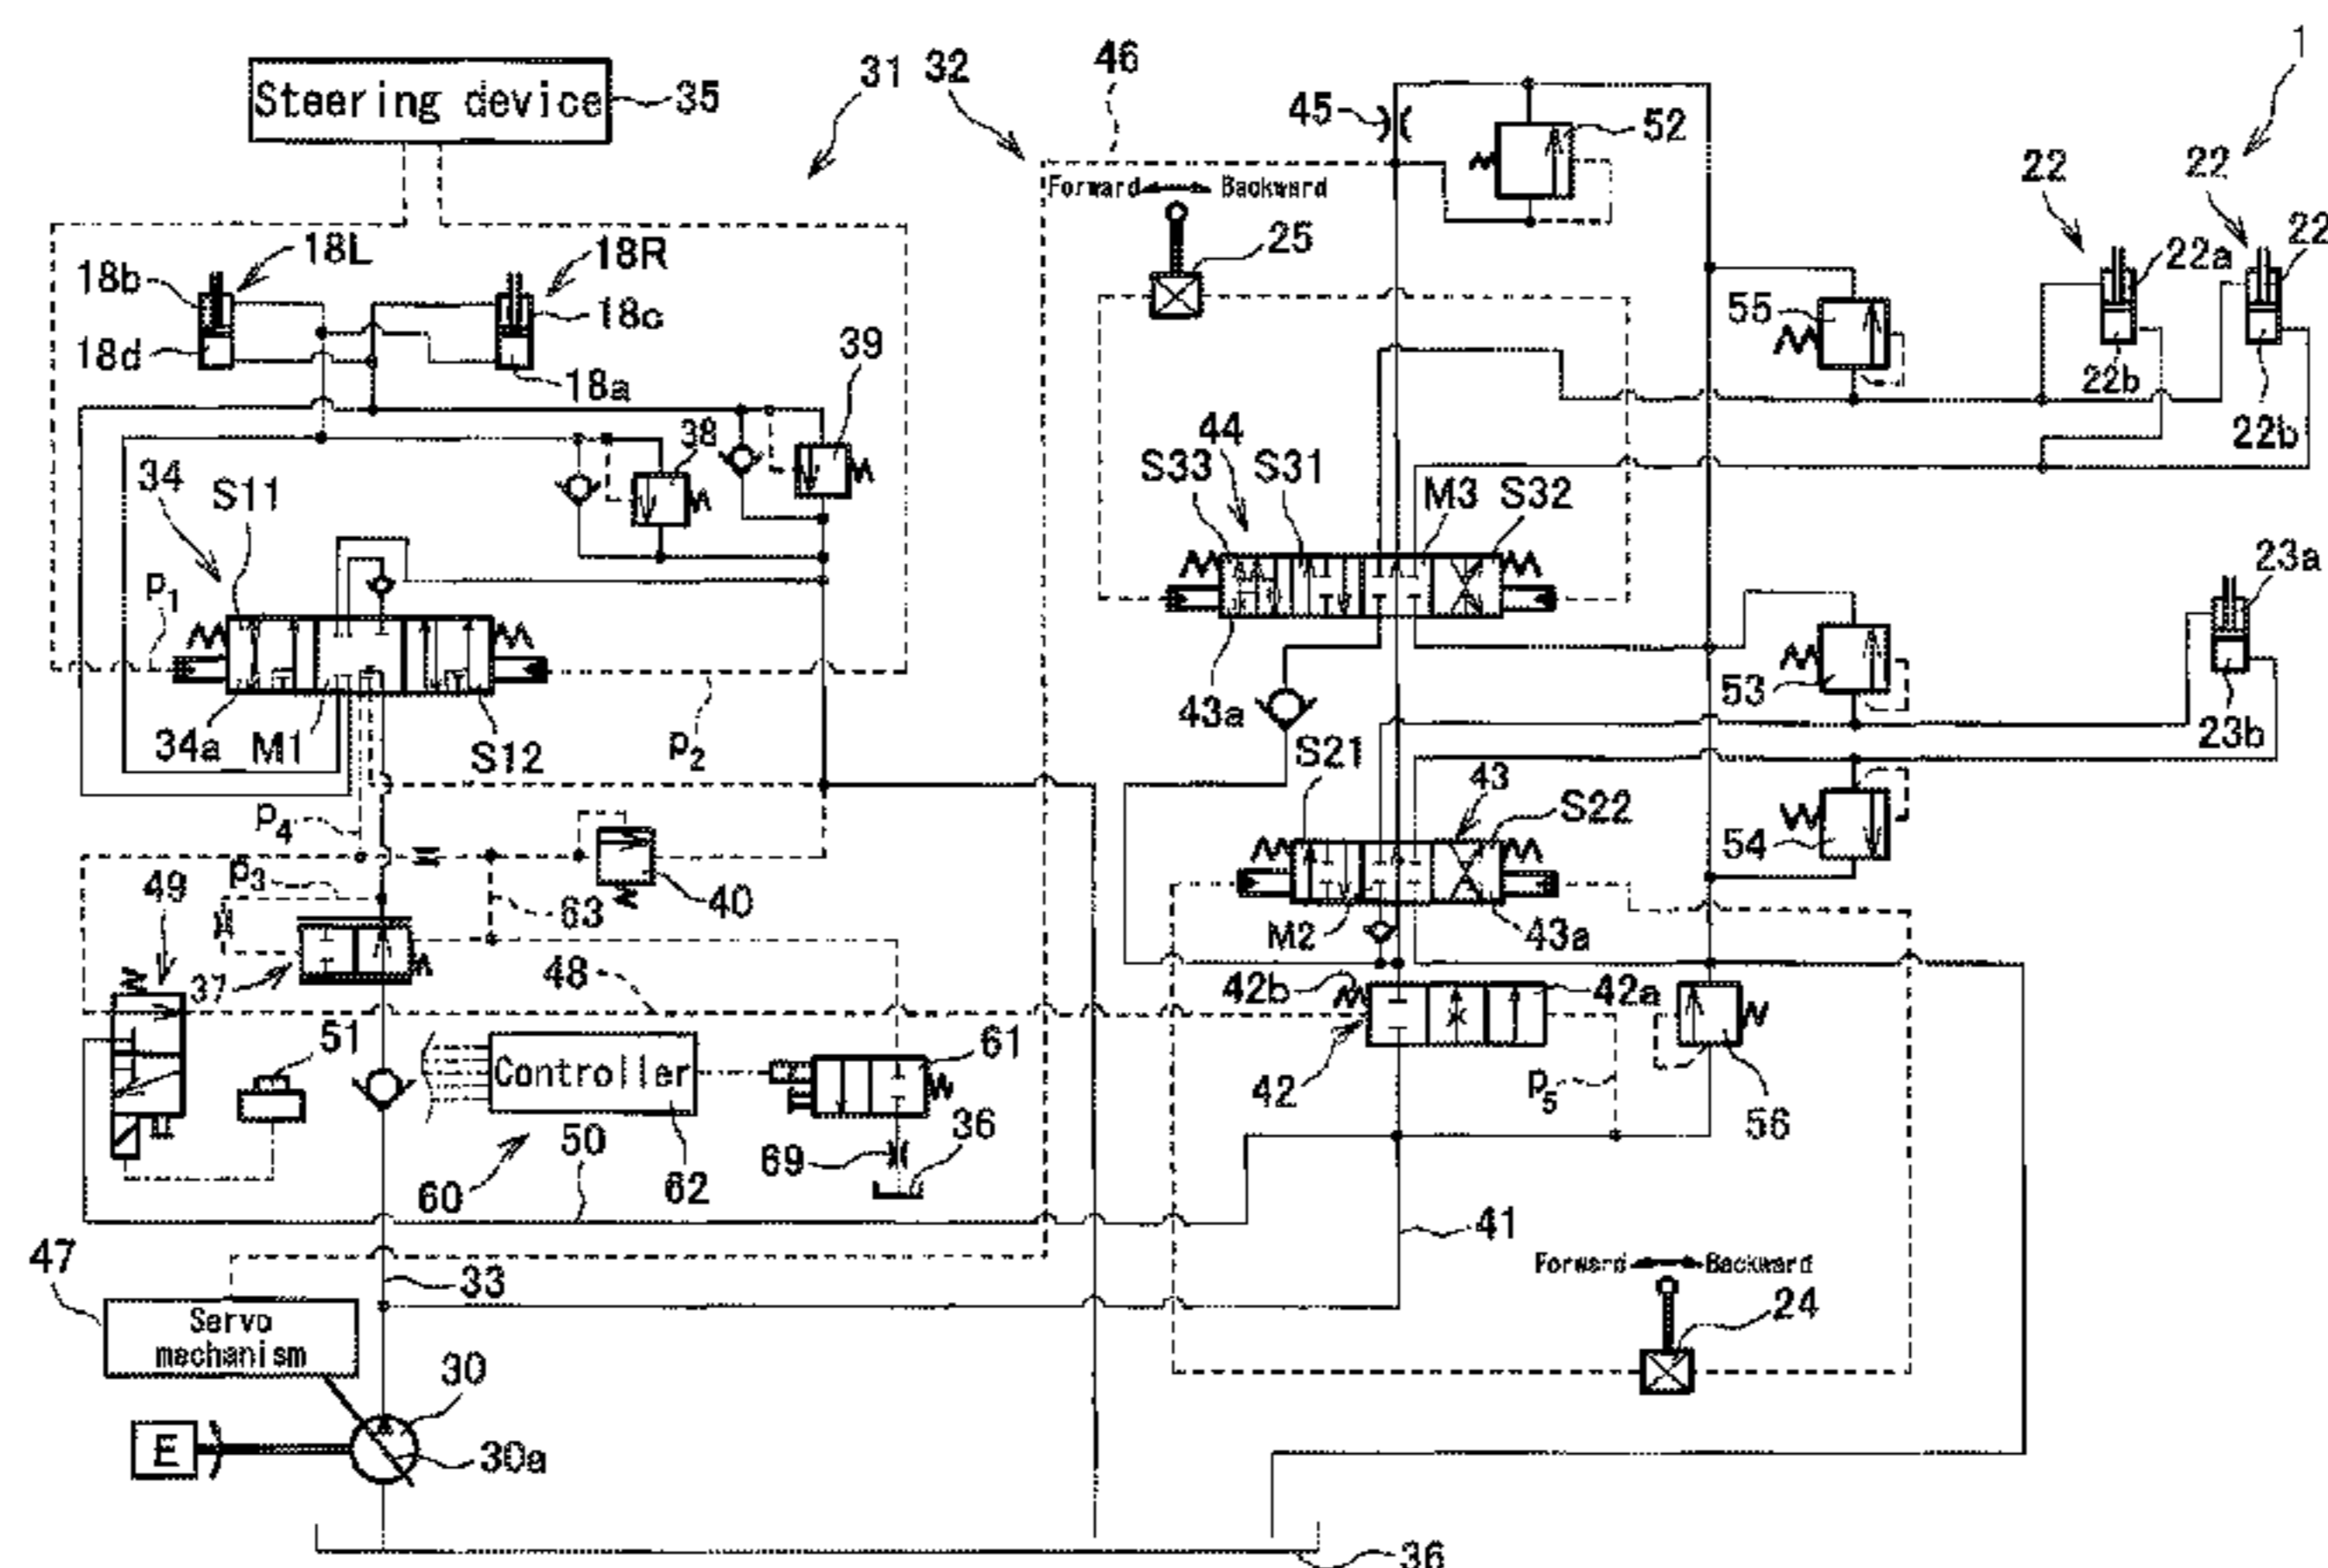 1
31
32
46
Steering device
35
45
52
Forward
Backward
22
22
18L
18R
25
22a
22
18b
18c
55
18d
39
18a
22b
22b
38
44
34
S11
S33
S31
M3
S32
23a
p1
53
43a
34a
M1
S12
p2
23b
S21
43
S22
p4
54
p3
49
63
40
M2
43a
37
48
42b
42a
51
61
Controller
42
p5
56
50
69
36
60
62
41
47
33
Forward
Backward
24
Servo
mechanism
30
E
30a
36